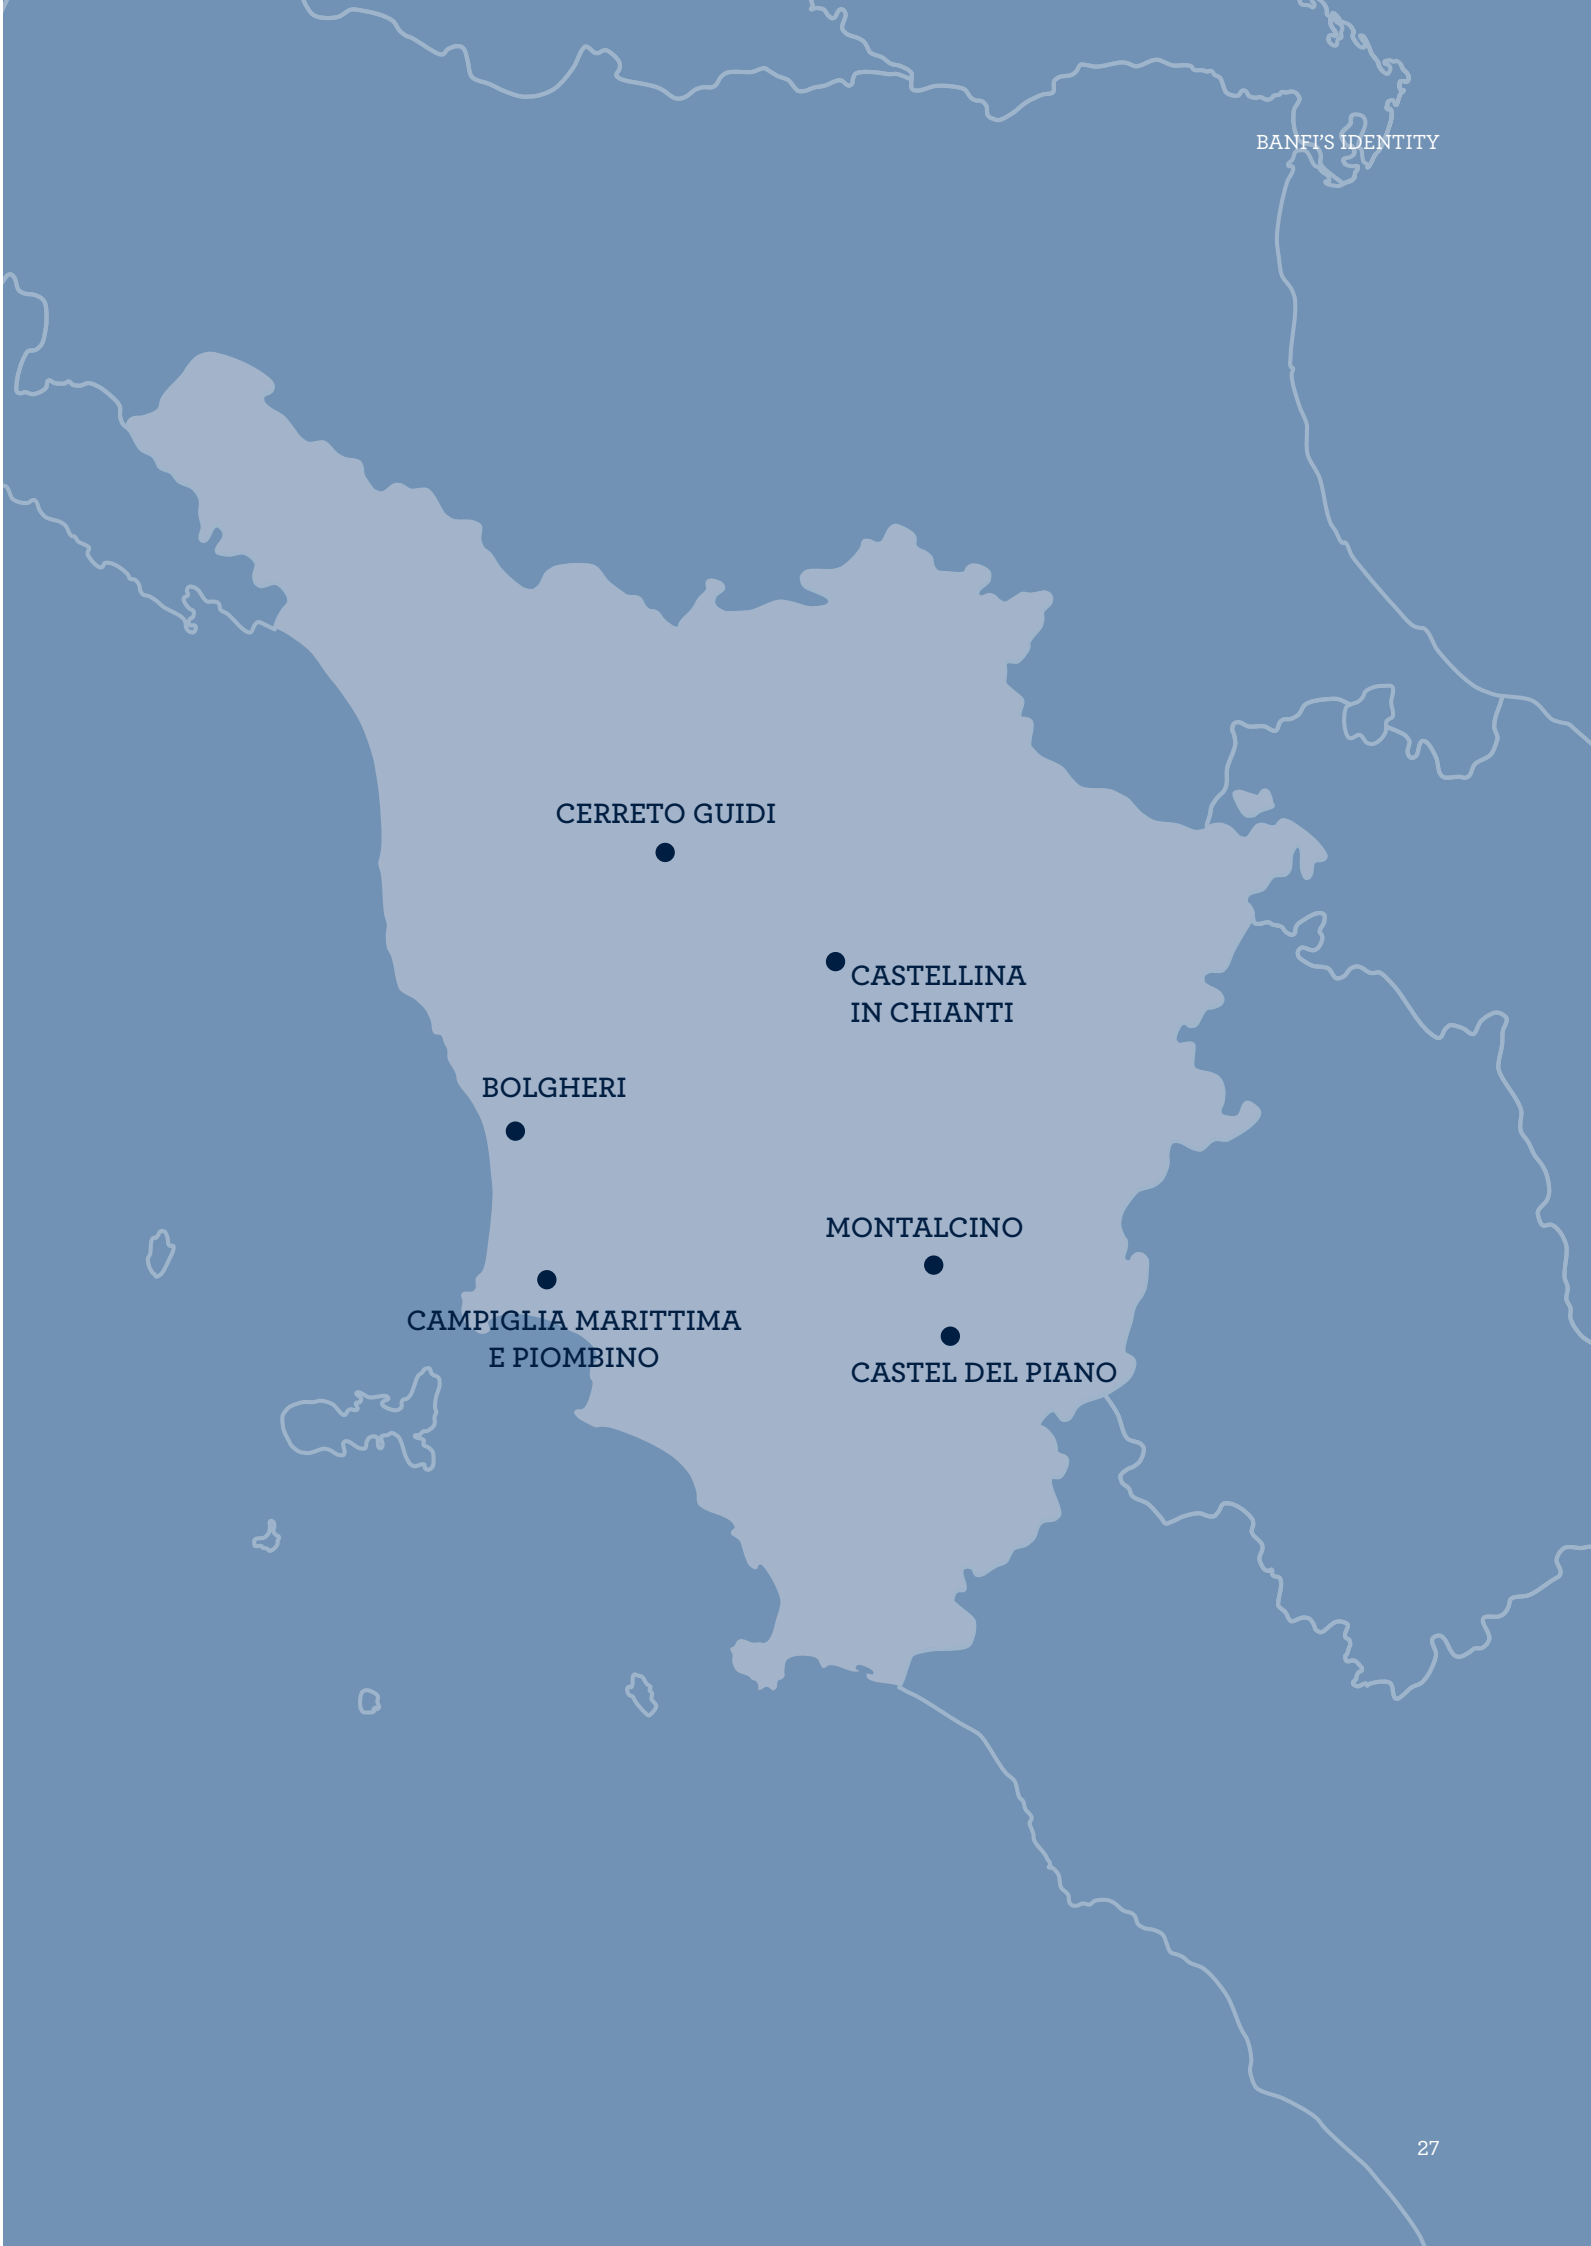 BANFI’S IDENTITY
CERRETO GUIDI
CASTELLINA
IN CHIANTI
BOLGHERI
MONTALCINO
CAMPIGLIA MARITTIMA
E PIOMBINO
CASTEL DEL PIANO
27